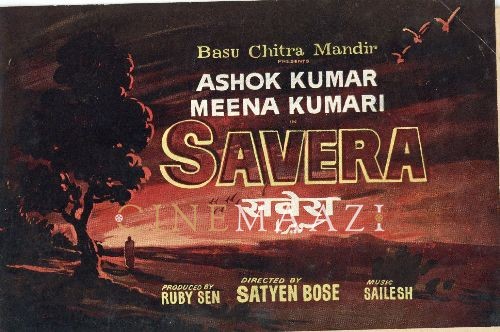 Basu Chitra Mandir
PRESENTS
ASHOK KUMAR
MEENA KUMARI
IN
SAVERA
सवेरा
CINEMAAZI
PRODUCED BY
RUBY SEN
DIRECTED BY
SATYEN BOSE
MUSIC
SAILESH